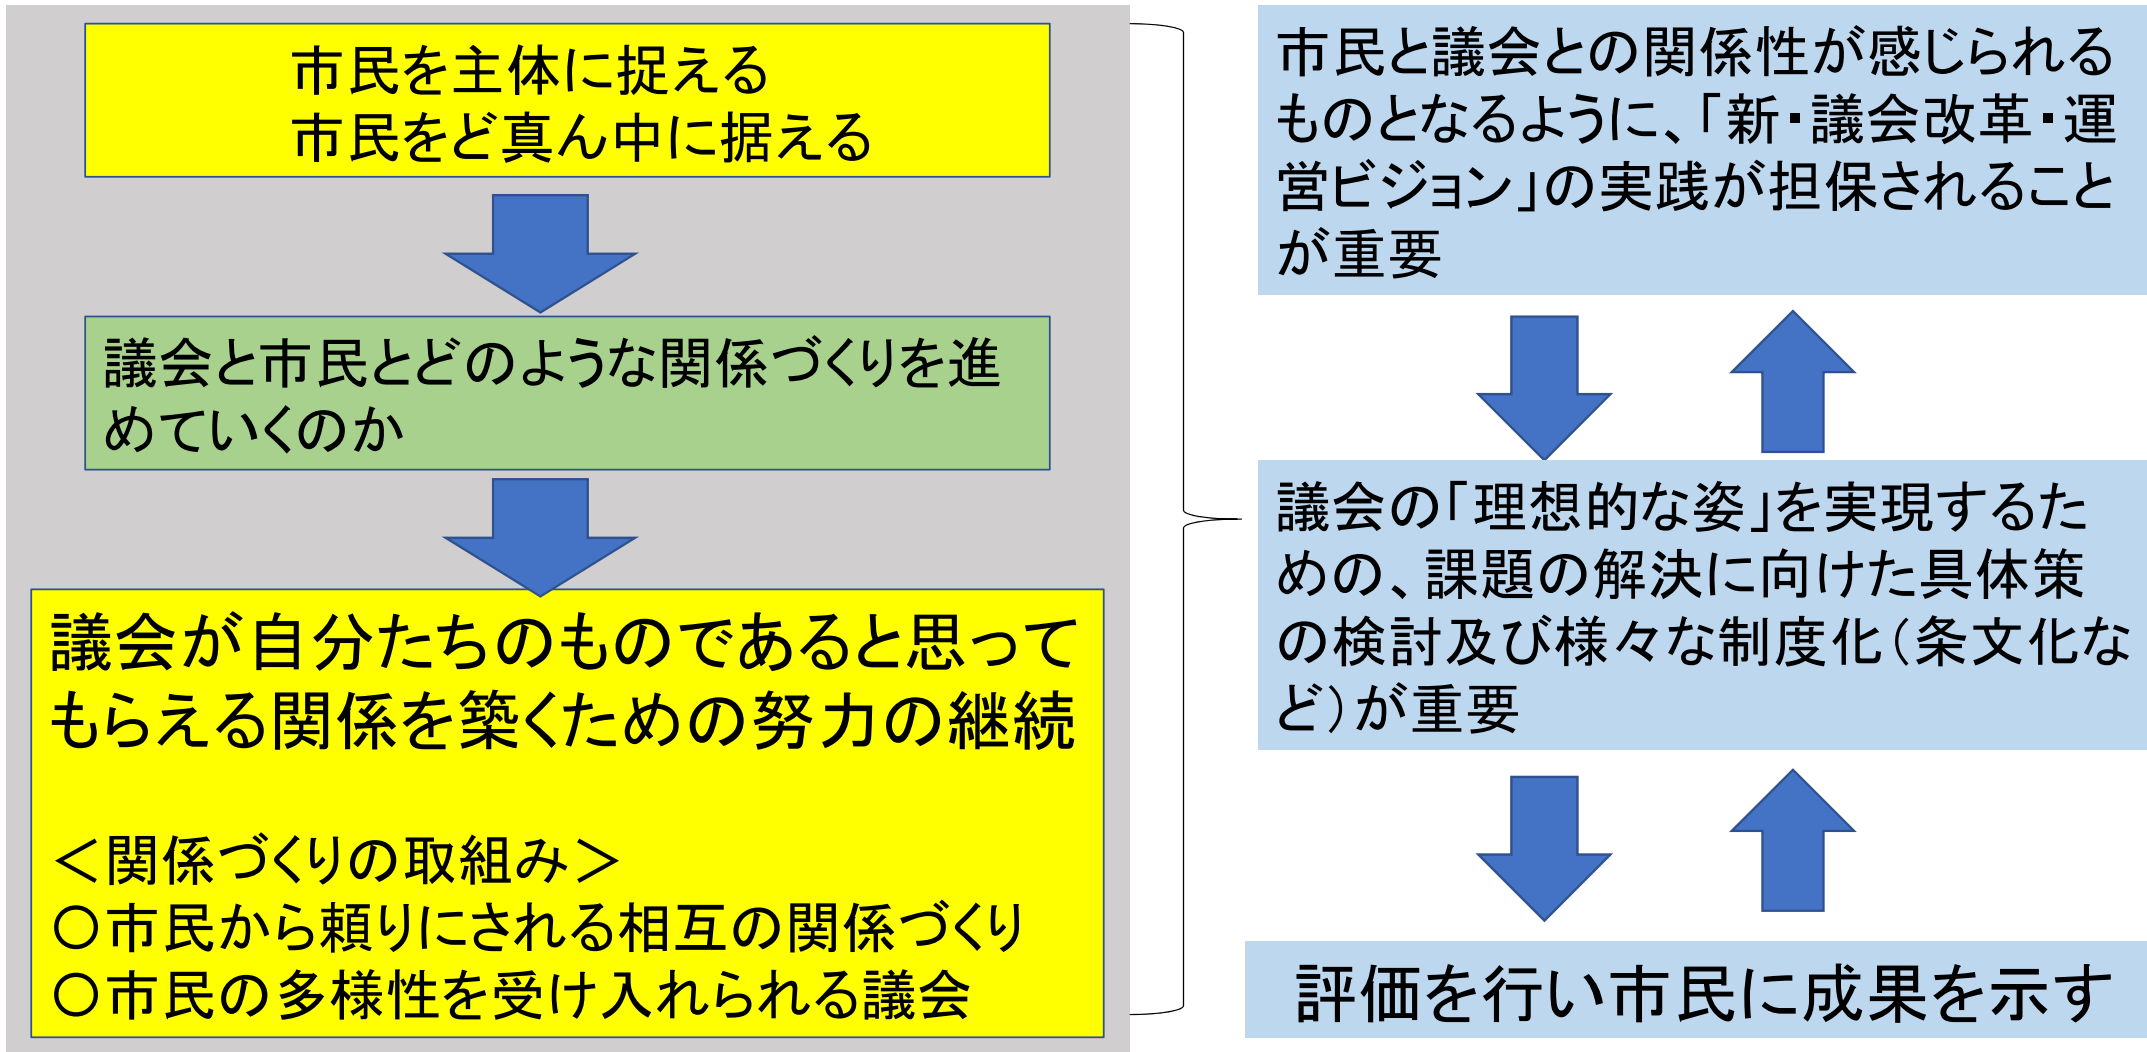 市民を主体に捉える
市民をど真ん中に据える
議会と市民とどのような関係づくりを進
めていくのか
議会が自分たちのものであると思って
もらえる関係を築くための努力の継続
＜関係づくりの取組み＞
〇市民から頼りにされる相互の関係づくり
〇市民の多様性を受け入れられる議会
市民と議会との関係性が感じられる
ものとなるように、「新・議会改革・運
営ビジョン」の実践が担保されること
が重要
議会の「理想的な姿」を実現するた
めの、課題の解決に向けた具体策
の検討及び様々な制度化（条文化な
ど）が重要
評価を行い市民に成果を示す